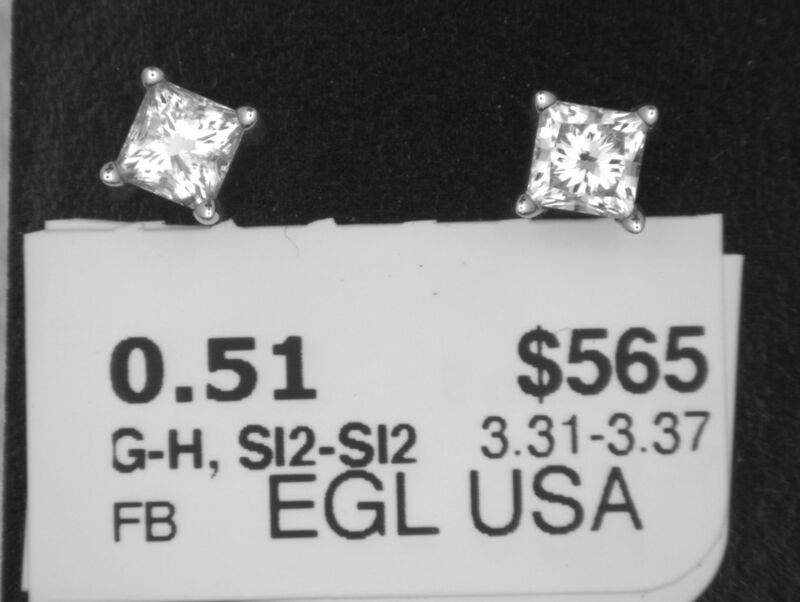 0.51 $565
G-H, SI2-SI2 3.31-3.37
FB EGL USA